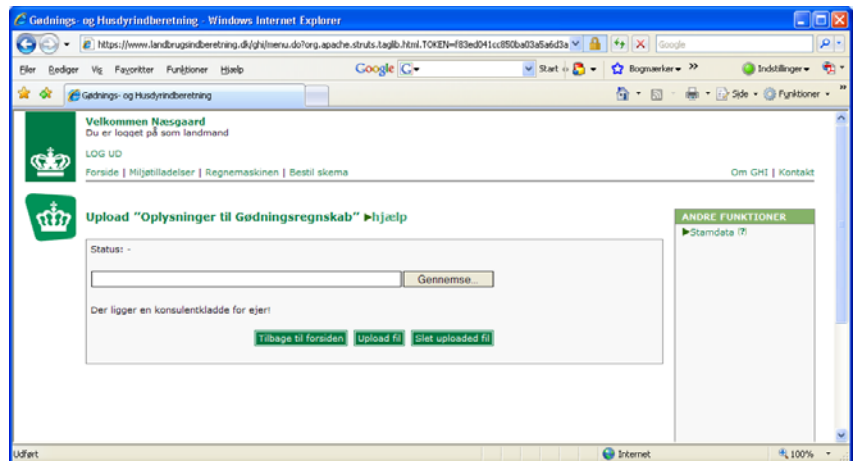 Gødnings- og Husdyrindberetning - Windows Internet Explorer
https://www.landbrugsindberetning.dk/ghi/menu.do?org.apache.struts.taglib.html.TOKEN=f83ed041cc850ba03a5a6d3a
Google
Filer Rediger Vis Favoritter Funktioner Hjælp
Google G Start Bogmærker Indstillinger
Gødnings- og Husdyrindberetning
Side Funktioner
Velkommen Næsgaard
Du er logget på som landmand
LOG UD
Forside | Miljøtilladelser | Regnemaskinen | Bestil skema
Om GHI | Kontakt
Upload "Oplysninger til Gødningsregnskab" ▶hjælp
ANDRE FUNKTIONER
▶Stamdata (?)
Status: -
Gennemse...
Der ligger en konsulentkladde for ejer!
Tilbage til forsiden Upload fil Slet uploaded fil
Udført Internet 100%